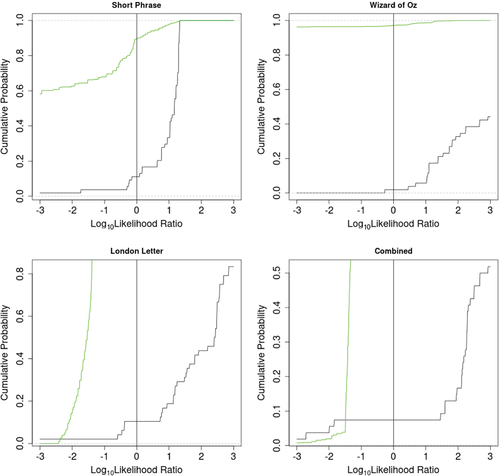 Short Phrase
Cumulative Probability
1.0
0.8
0.6
0.4
0.2
0.0
-3 -2 -1 0 1 2 3
Log10Likelihood Ratio
Wizard of Oz
Cumulative Probability
1.0
0.8
0.6
0.4
0.2
0.0
-3 -2 -1 0 1 2 3
Log10Likelihood Ratio
London Letter
Cumulative Probability
0.8
0.6
0.4
0.2
0.0
-3 -2 -1 0 1 2 3
Log10Likelihood Ratio
Combined
Cumulative Probability
0.5
0.4
0.3
0.2
0.1
0.0
-3 -2 -1 0 1 2 3
Log10Likelihood Ratio